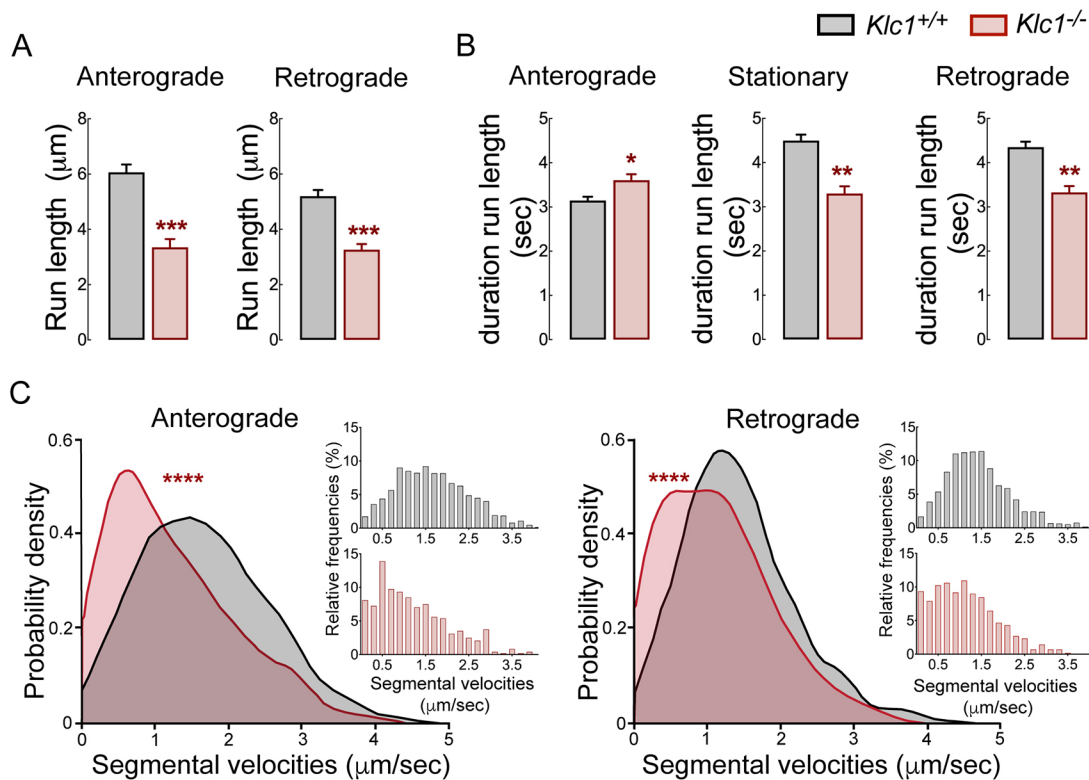 Klc1+/+ Klc1-/-
A
Anterograde
Retrograde
Run length (μm)
8
6
4
2
0
***
Run length (μm)
8
6
4
2
0
***
B
Anterograde
Stationary
Retrograde
duration run length
(sec)
5
4
3
2
1
0
*
duration run length
(sec)
5
4
3
2
1
0
**
duration run length
(sec)
5
4
3
2
1
0
**
C
Anterograde
Probability density
0.6
0.4
0.2
0
0 1 2 3 4 5
Segmental velocities (μm/sec)
****
Relative frequencies (%)
15
10
5
0
0.5 1.5 2.5 3.5
15
10
5
0
0.5 1.5 2.5 3.5
Segmental velocities
(μm/sec)
Retrograde
Probability density
0.6
0.4
0.2
0
0 1 2 3 4 5
Segmental velocities (μm/sec)
****
Relative frequencies (%)
15
10
5
0
0.5 1.5 2.5 3.5
15
10
5
0
0.5 1.5 2.5 3.5
Segmental velocities
(μm/sec)